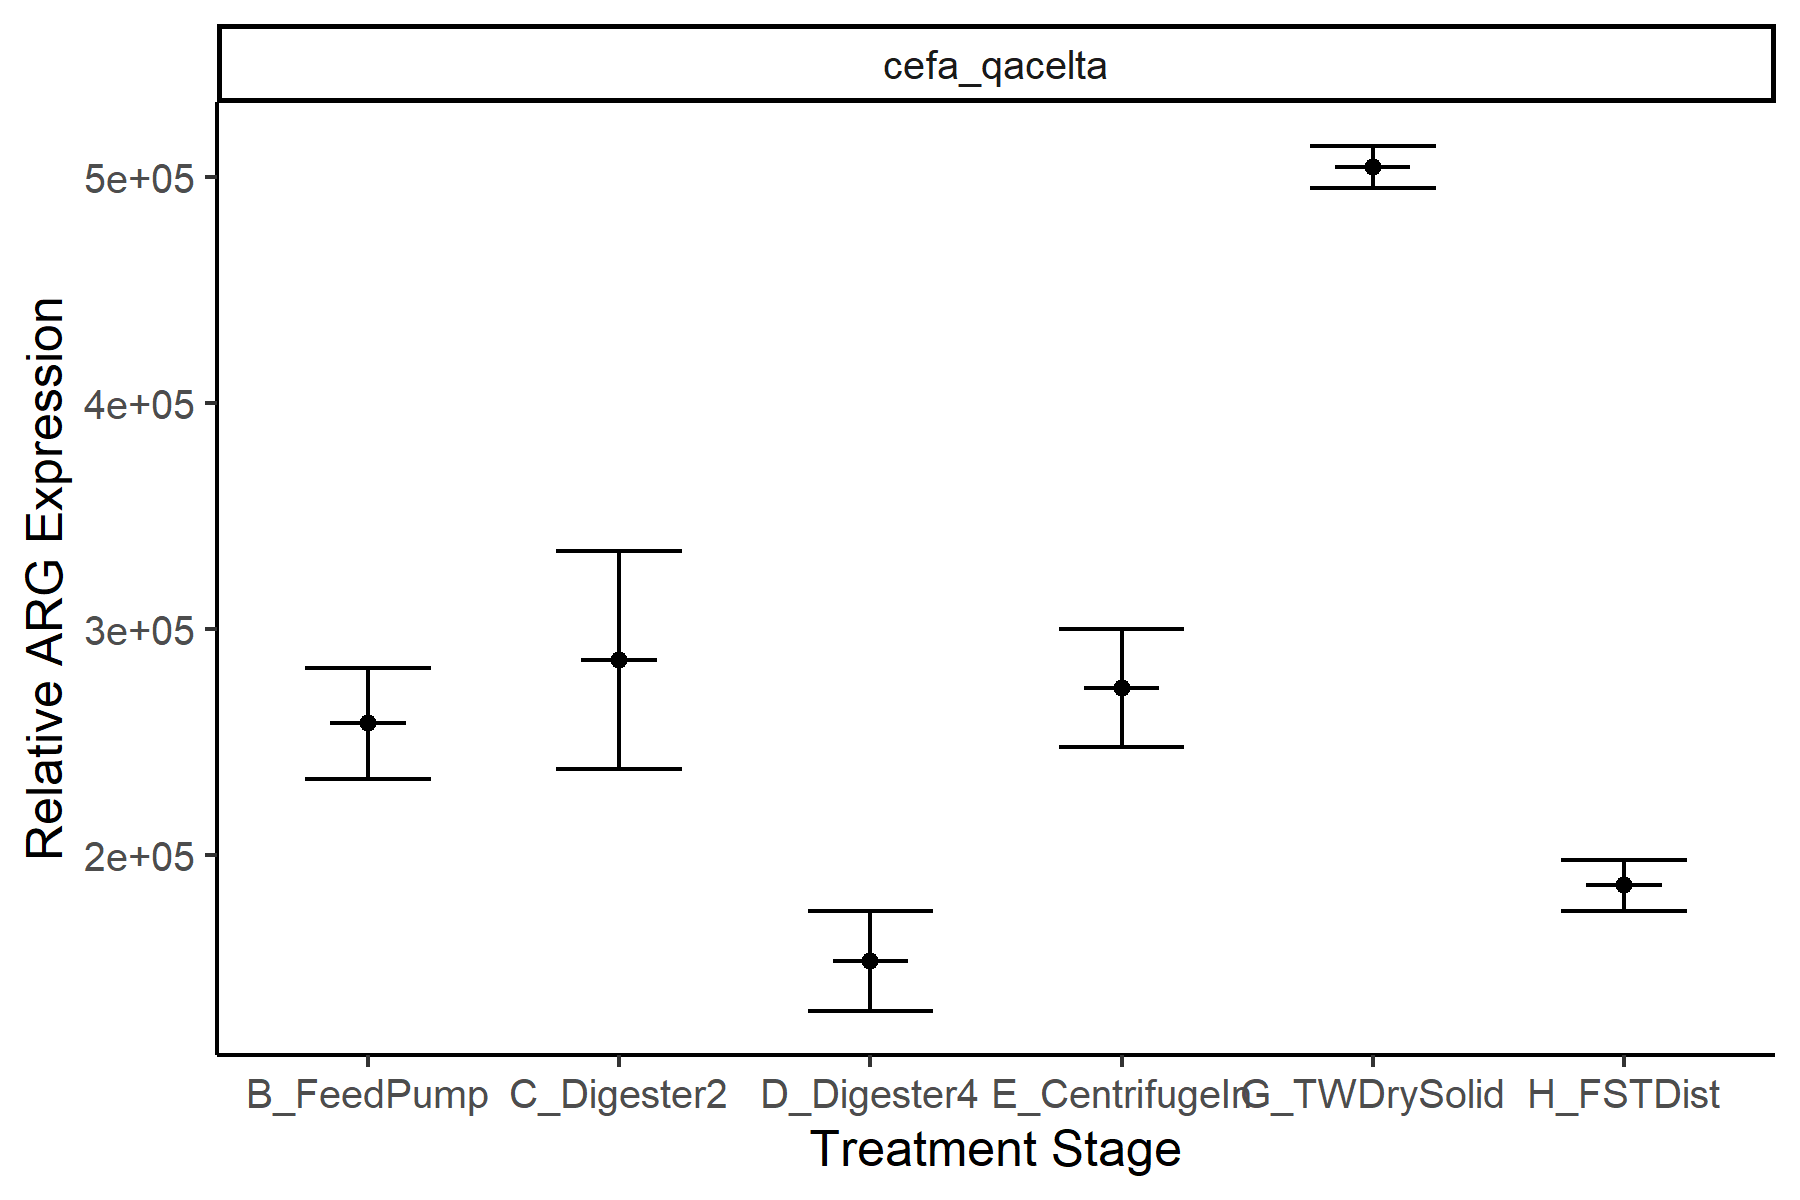 cefa_qacelta
Relative ARG Expression
5e+05
4e+05
3e+05
2e+05
B_FeedPump C_Digester2 D_Digester4 E_CentrifugeIn G_TWDrySolid H_FSTDist
Treatment Stage